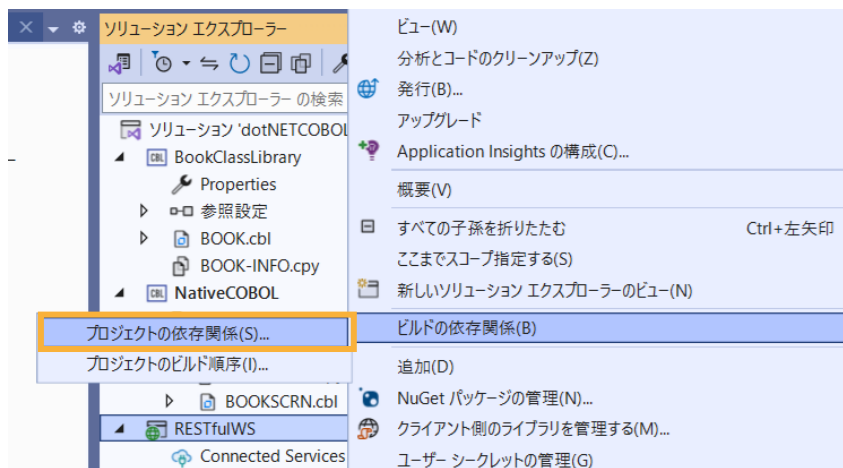 ソリューション エクスプローラー
ソリューション エクスプローラー の検索
ソリューション 'dotNETCOBOL
BookClassLibrary
Properties
参照設定
BOOK.cbl
BOOK-INFO.cpy
NativeCOBOL
プロジェクトの依存関係(S)...
プロジェクトのビルド順序(I)...
BOOKSCRN.cbl
RESTfulWS
Connected Services
ビュー(W)
分析とコードのクリーンアップ(Z)
発行(B)...
アップグレード
Application Insights の構成(C)...
概要(V)
すべての子孫を折りたたむ Ctrl+左矢印
ここまでスコープ指定する(S)
新しいソリューション エクスプローラーのビュー(N)
ビルドの依存関係(B)
追加(D)
NuGet パッケージの管理(N)...
クライアント側のライブラリを管理する(M)...
ユーザー シークレットの管理(G)